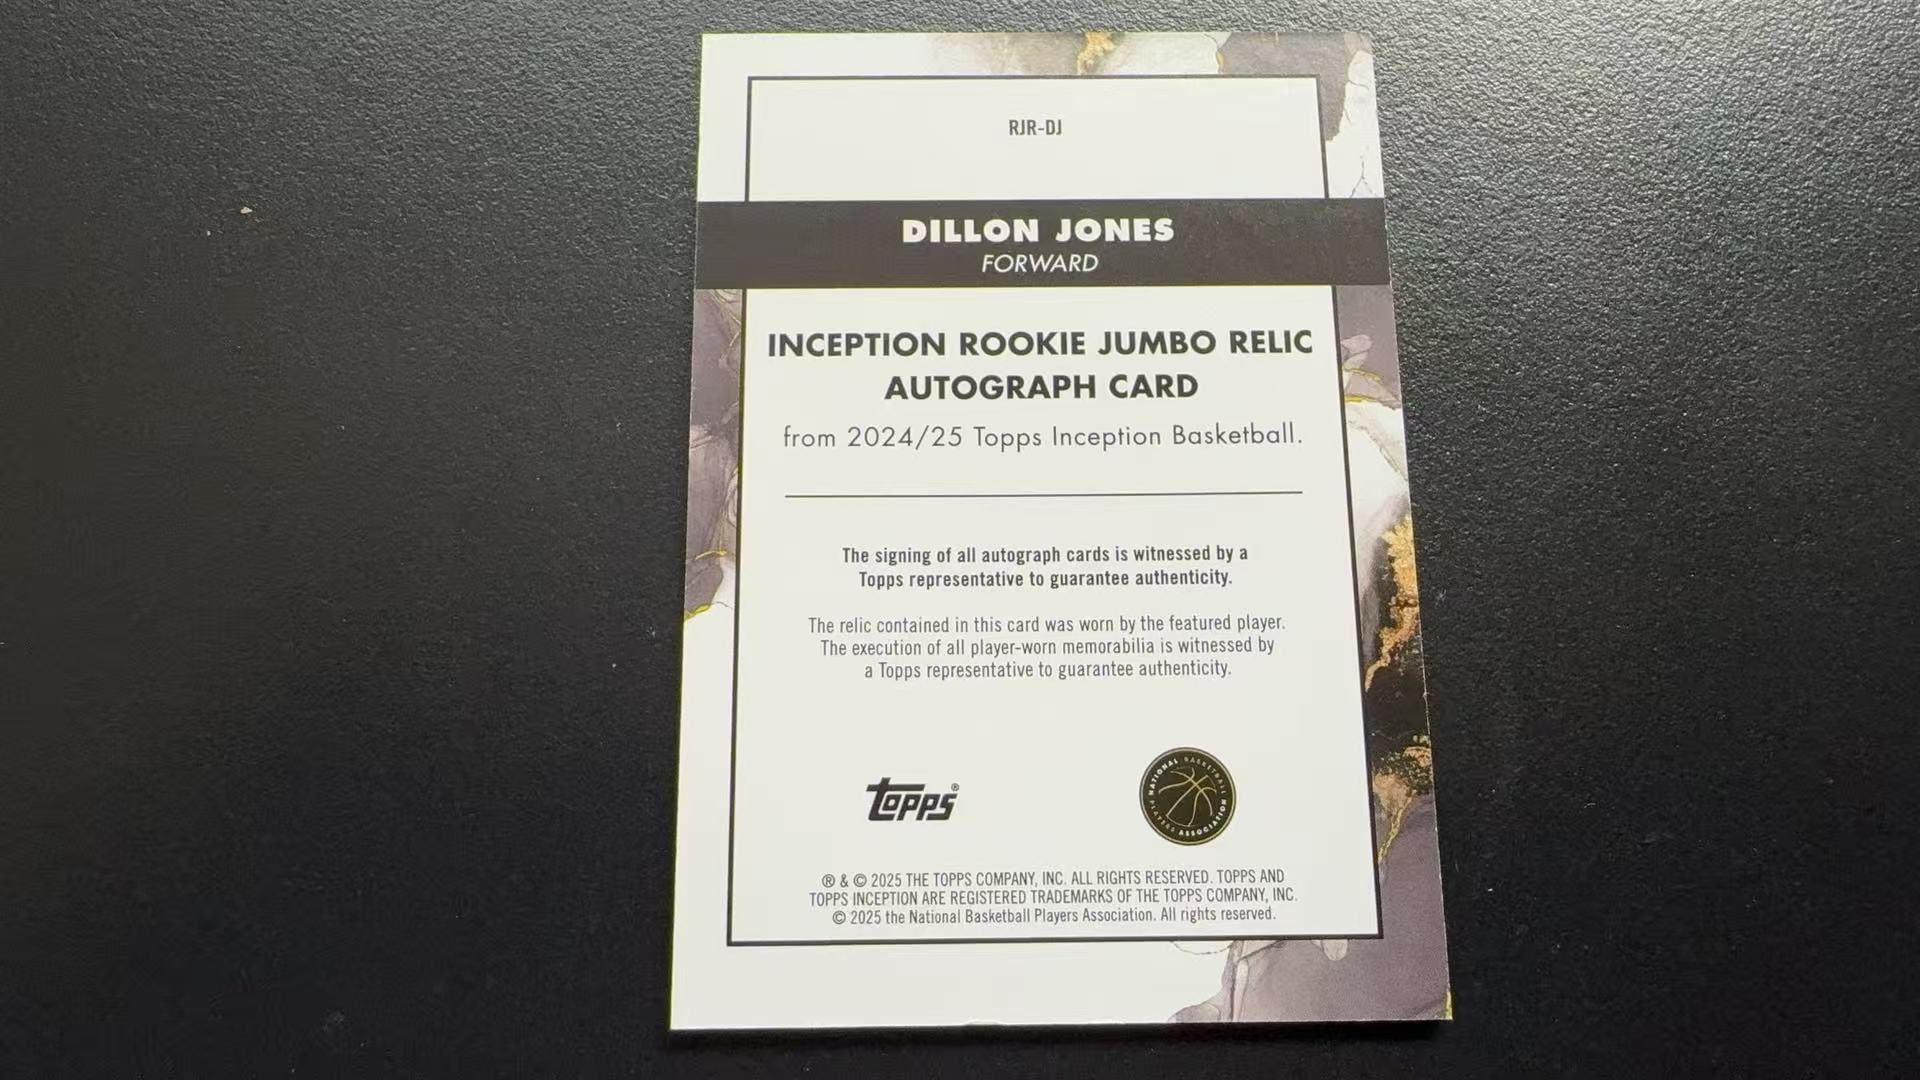 RJR-DJ
DILLON JONES
FORWARD
INCEPTION ROOKIE JUMBO RELIC
AUTOGRAPH CARD
from 2024/25 Topps Inception Basketball.
The signing of all autograph cards is witnessed by a
Topps representative to guarantee authenticity.
The relic contained in this card was worn by the featured player.
The execution of all player-worn memorabilia is witnessed by
a Topps representative to guarantee authenticity.
topps®
NATIONAL BASKETBALL PLAYERS ASSOCIATION
® & © 2025 THE TOPPS COMPANY, INC. ALL RIGHTS RESERVED. TOPPS AND
TOPPS INCEPTION ARE REGISTERED TRADEMARKS OF THE TOPPS COMPANY, INC.
© 2025 the National Basketball Players Association. All rights reserved.